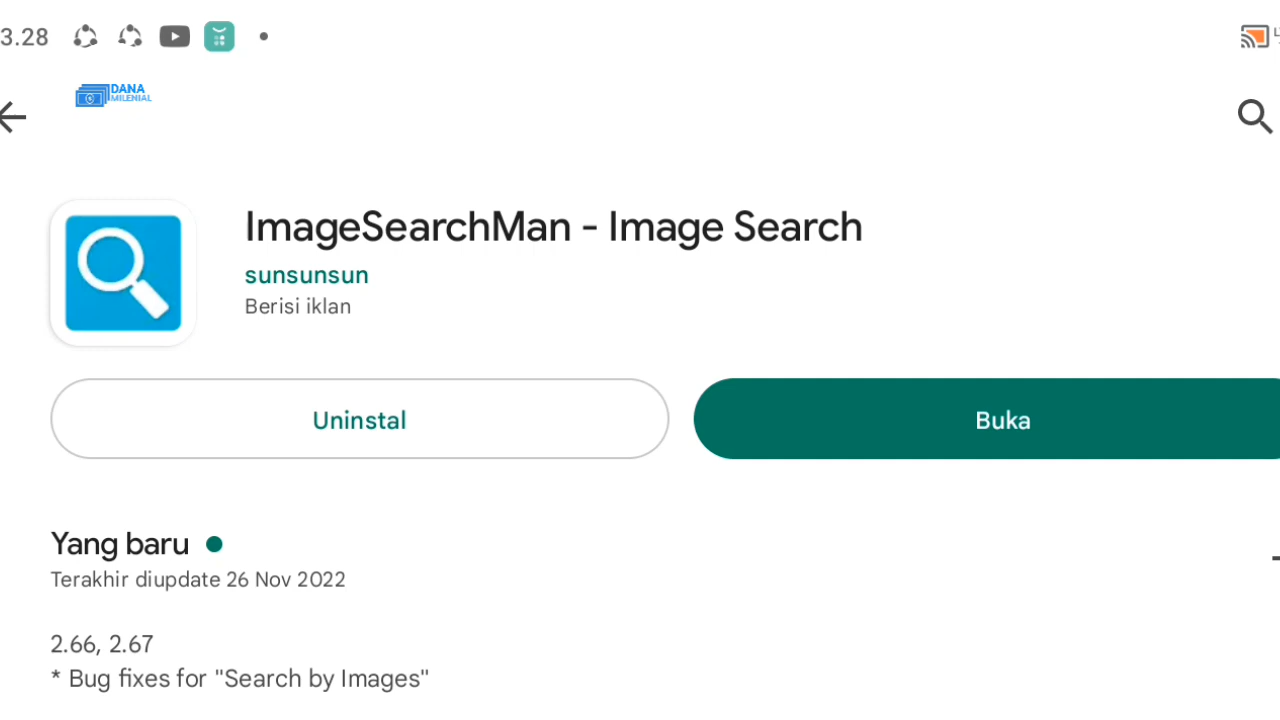 3.28
DANA
MILENIAL
ImageSearchMan - Image Search
sunsunsun
Berisi iklan
Uninstal
Buka
Yang baru
Terakhir diupdate 26 Nov 2022
2.66, 2.67
* Bug fixes for "Search by Images"